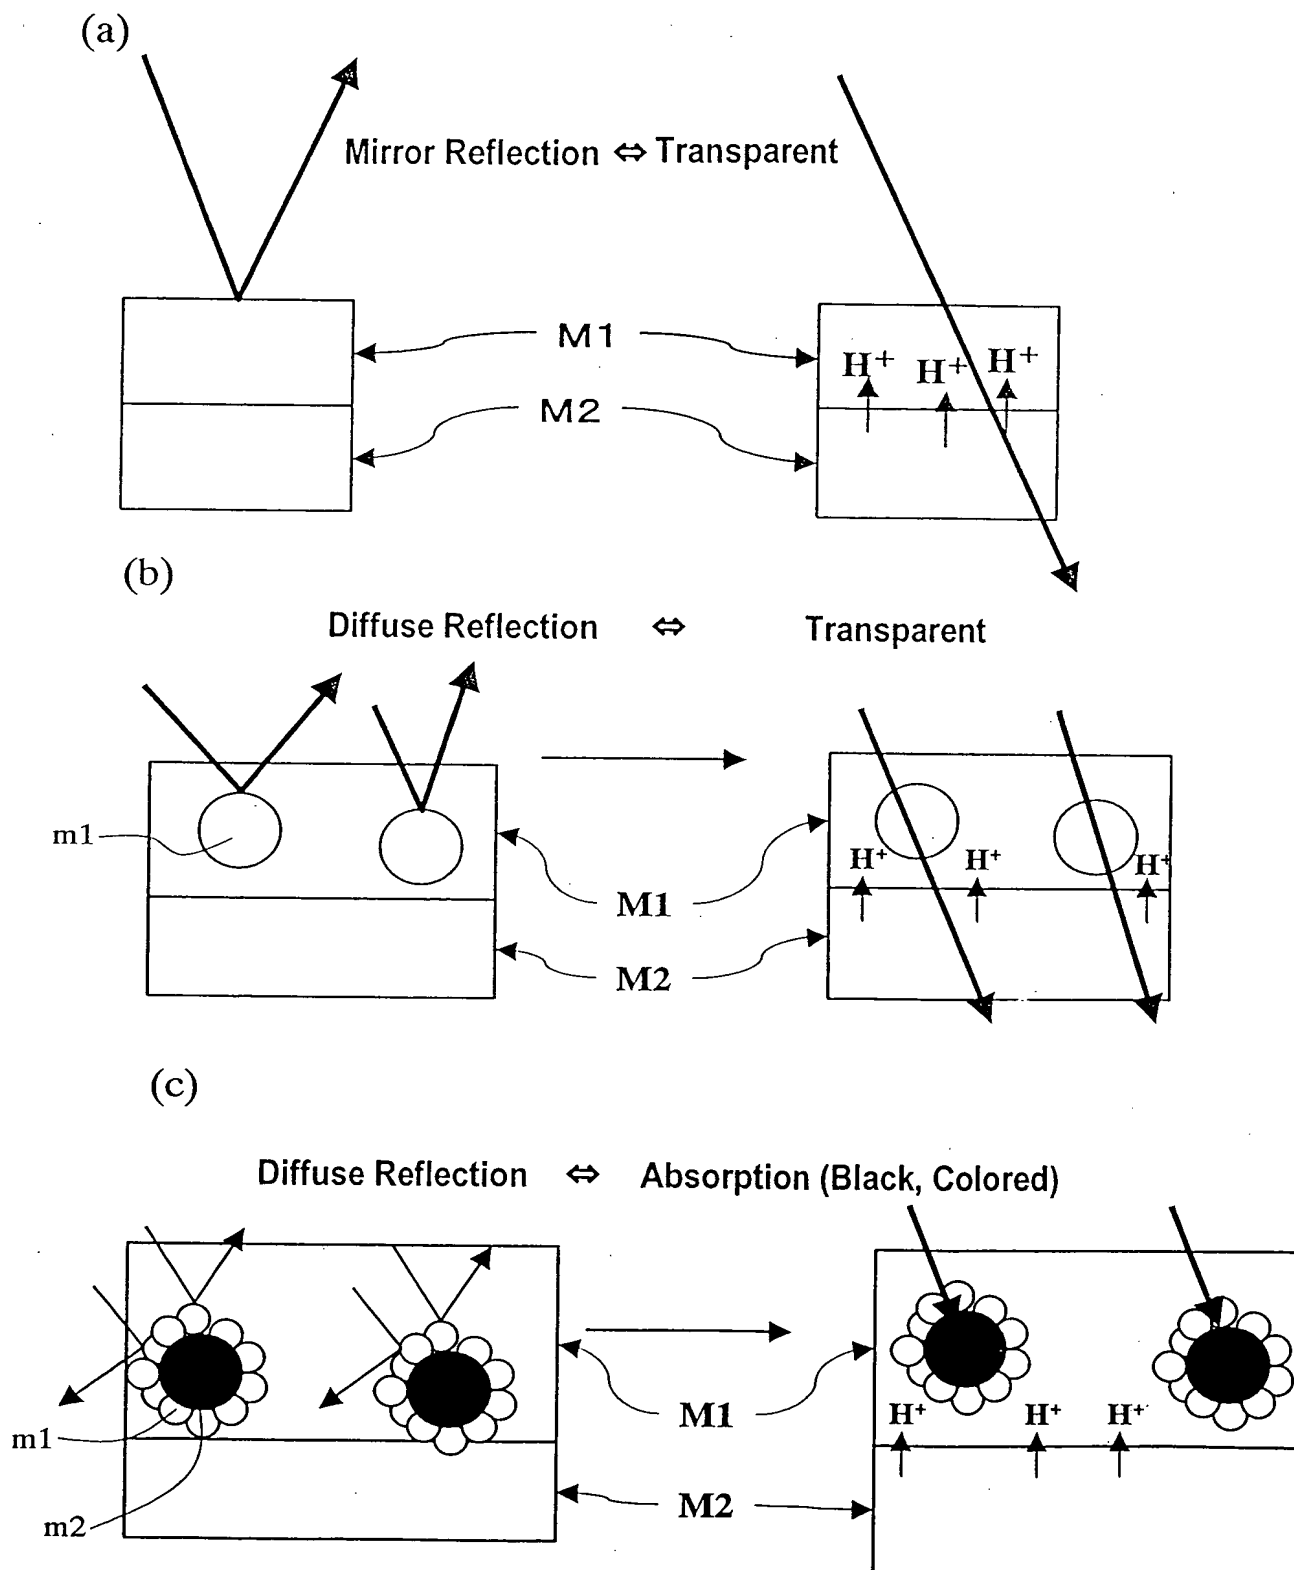 (a)
Mirror Reflection ⇔ Transparent
M1
H+ H+ H+
M2
(b)
Diffuse Reflection ⇔ Transparent
m1
H+ H+ H+
M1
M2
(c)
Diffuse Reflection ⇔ Absorption (Black, Colored)
M1
H+ H+ H+
m1
M2
m2